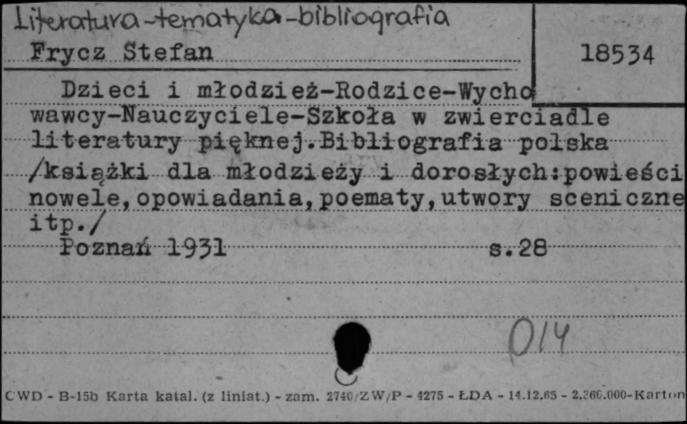 Literatura-tematyka-bibliografia
Frycz Stefan
18534
Dzieci i młodzież-Rodzice-Wycho
wawcy-Nauczyciele-Szkoła w zwierciadle
literatury pięknej.Bibliografia polska
/książki dla młodzieży i dorosłych:powieści
nowele,opowiadania,poematy,utwory sceniczne
itp./
Poznań 1931 s.28
014
CWD - B-15b Karta katal. (z liniat.) - zam. 2740/ZW/P - 4275 - ŁDA - 14.12.65 - 2.360.000-Karton